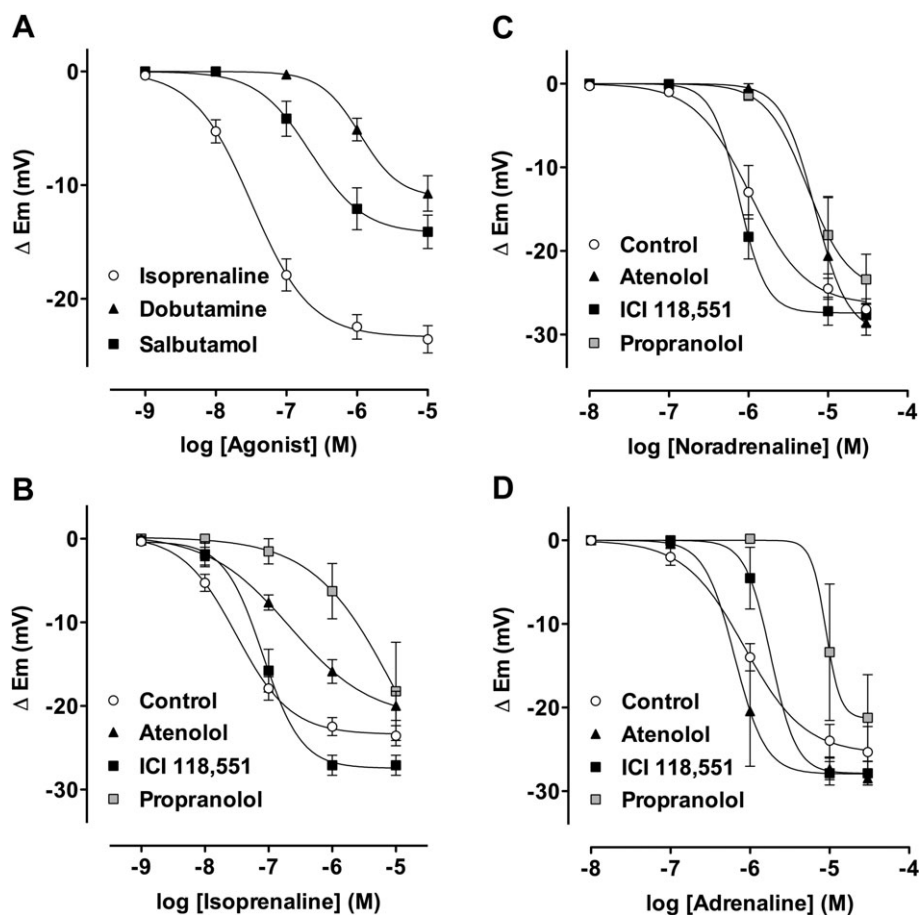 A
0
-10
-20
Δ Em (mV)
Isoprenaline
Dobutamine
Salbutamol
-9 -8 -7 -6 -5
log [Agonist] (M)
B
0
-10
-20
-30
Δ Em (mV)
Control
Atenolol
ICI 118,551
Propranolol
-9 -8 -7 -6 -5
log [Isoprenaline] (M)
C
0
-10
-20
-30
Δ Em (mV)
Control
Atenolol
ICI 118,551
Propranolol
-8 -7 -6 -5 -4
log [Noradrenaline] (M)
D
0
-10
-20
-30
Δ Em (mV)
Control
Atenolol
ICI 118,551
Propranolol
-8 -7 -6 -5 -4
log [Adrenaline] (M)